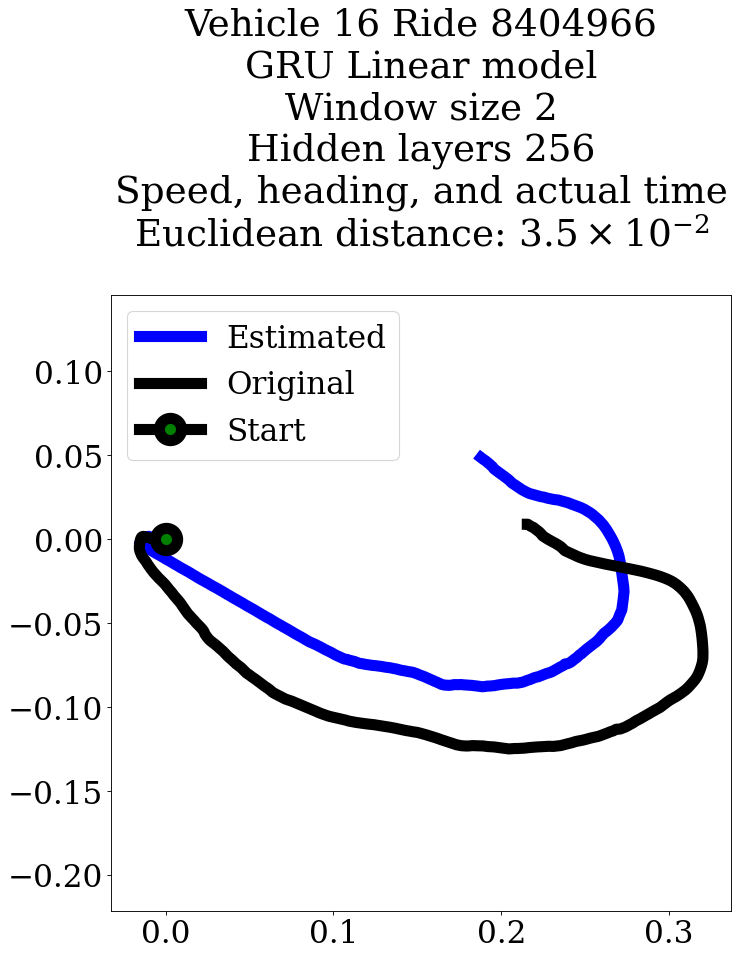 Vehicle 16 Ride 8404966
GRU Linear model
Window size 2
Hidden layers 256
Speed, heading, and actual time
Euclidean distance: 3.5 × 10⁻²
Estimated
Original
Start
0.10
0.05
0.00
−0.05
−0.10
−0.15
−0.20
0.0 0.1 0.2 0.3